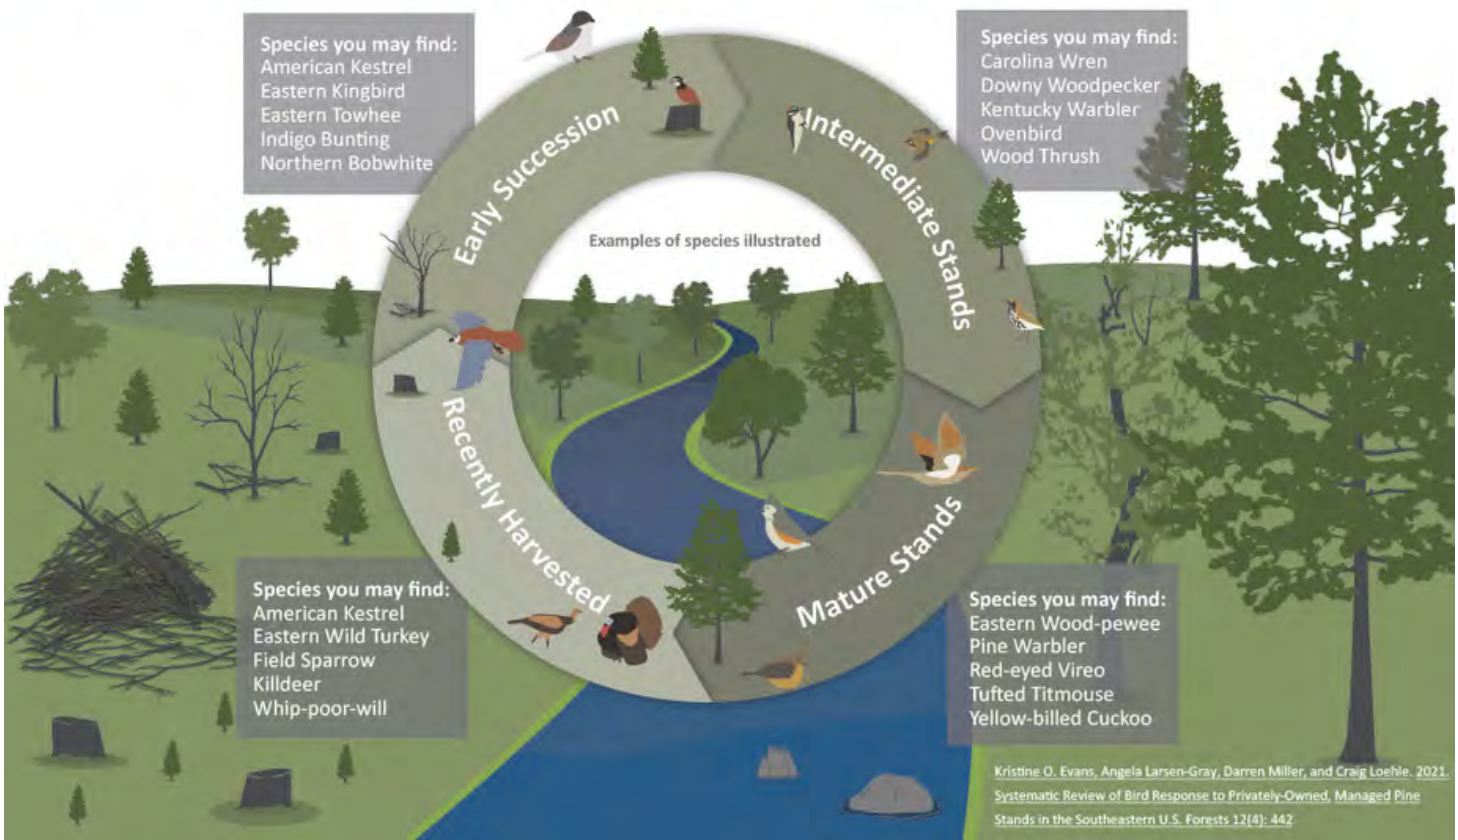 Species you may find:
American Kestrel
Eastern Kingbird
Eastern Towhee
Indigo Bunting
Northern Bobwhite
Species you may find:
Carolina Wren
Downy Woodpecker
Kentucky Warbler
Ovenbird
Wood Thrush
Early Succession
Intermediate Stands
Examples of species illustrated
Recently Harvested
Mature Stands
Species you may find:
American Kestrel
Eastern Wild Turkey
Field Sparrow
Killdeer
Whip-poor-will
Species you may find:
Eastern Wood-pewee
Pine Warbler
Red-eyed Vireo
Tufted Titmouse
Yellow-billed Cuckoo
Kristine O. Evans, Angela Larsen-Gray, Darren Miller, and Craig Loehle. 2021.
Systematic Review of Bird Response to Privately-Owned, Managed Pine
Stands in the Southeastern U.S. Forests 12(4): 442